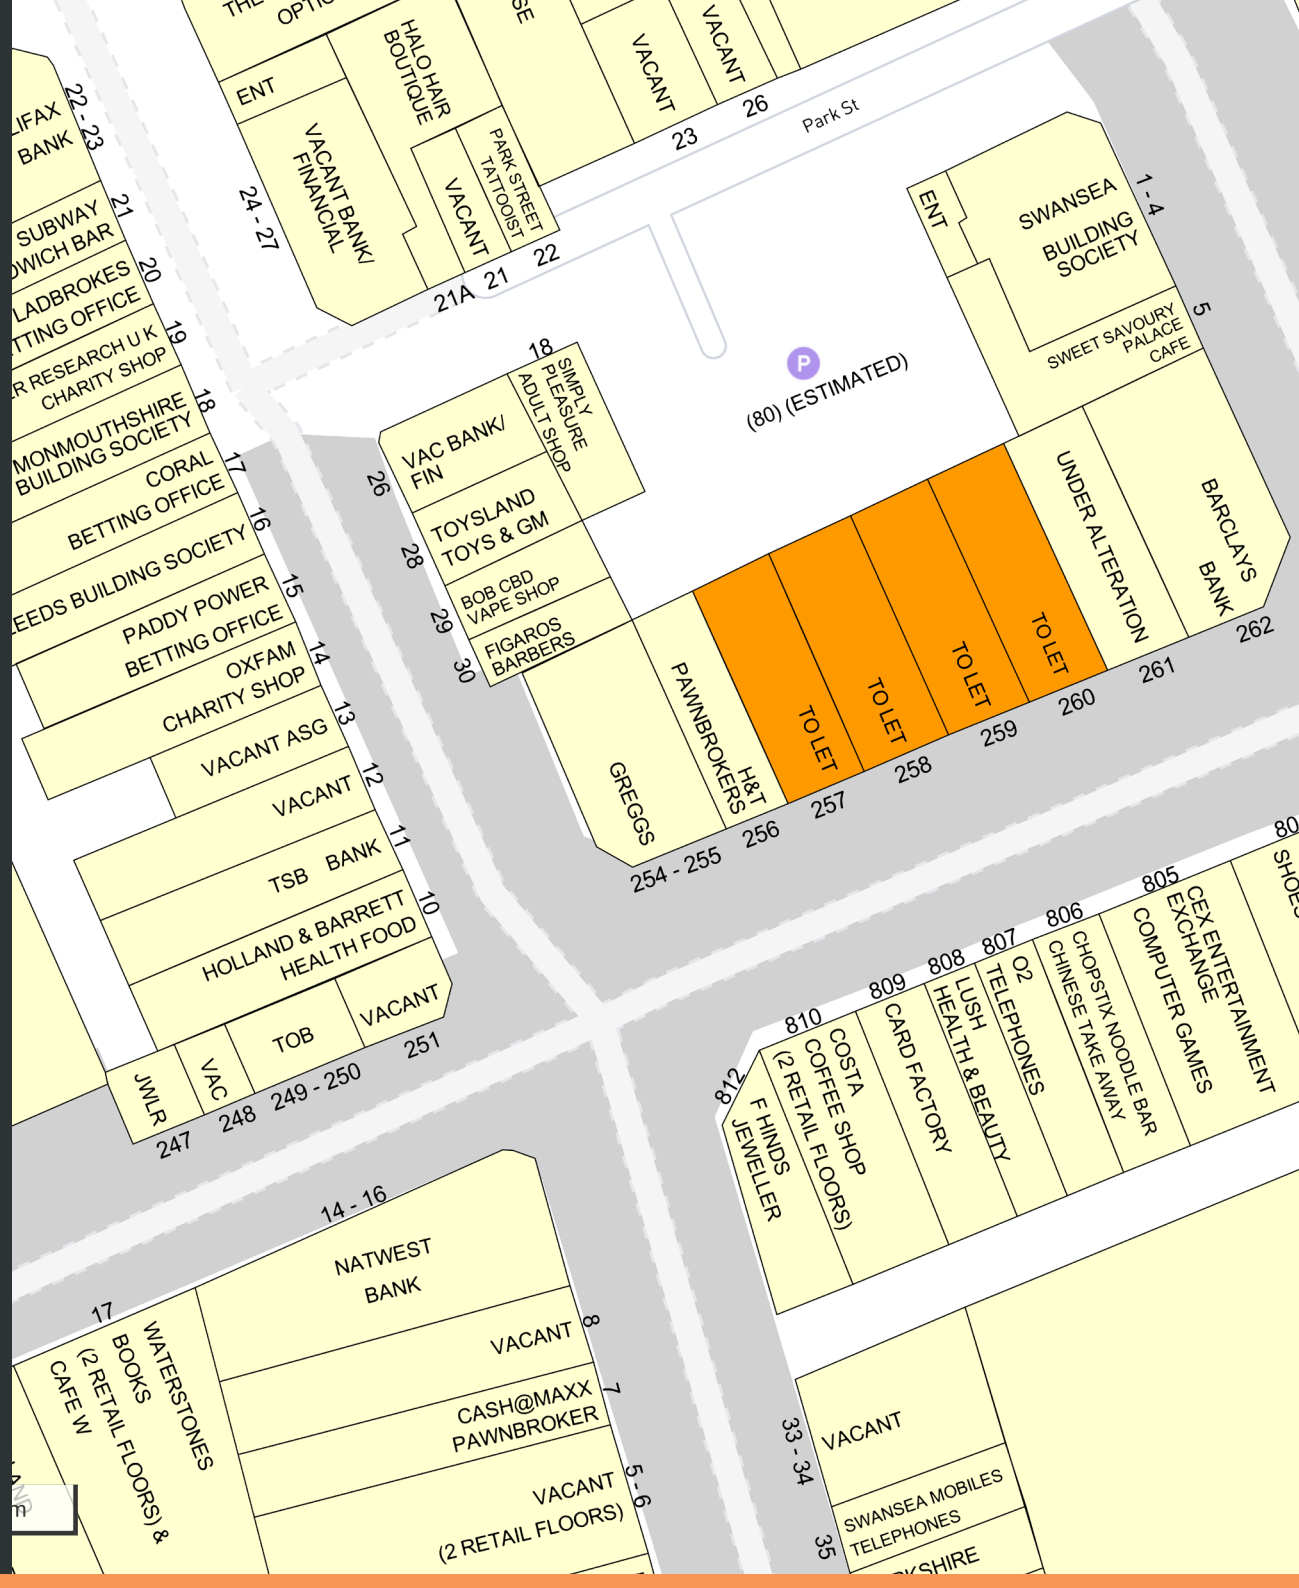 THE
OPTIC
SE
HALO HAIR
BOUTIQUE
VACANT
VACANT
ENT
22 - 23
IFAX
BANK
VACANT BANK/
FINANCIAL
24 - 27
PARK STREET
TATTOOIST
VACANT
23
26
Park St
21A
21
22
21
SUBWAY
DWICH BAR
20
LADBROKES
TTING OFFICE
19
ER RESEARCH U K
CHARITY SHOP
18
MONMOUTHSHIRE
BUILDING SOCIETY
17
CORAL
BETTING OFFICE
16
EEDS BUILDING SOCIETY
15
PADDY POWER
BETTING OFFICE
14
OXFAM
CHARITY SHOP
13
VACANT ASG
12
VACANT
11
TSB BANK
10
HOLLAND & BARRETT
HEALTH FOOD
VACANT
TOB
VAC
JWLR
251
249 - 250
248
247
ENT
SWANSEA
BUILDING
SOCIETY
1 - 4
5
SWEET SAVOURY
PALACE
CAFE
P
(80) (ESTIMATED)
18
SIMPLY
PLEASURE
ADULT SHOP
VAC BANK/
FIN
26
TOYSLAND
TOYS & GM
28
BOB CBD
VAPE SHOP
29
FIGAROS
BARBERS
30
GREGGS
254 - 255
H&T
PAWNBROKERS
256
TO LET
257
TO LET
258
TO LET
259
TO LET
260
UNDER ALTERATION
261
BARCLAYS
BANK
262
80
SHOES
805
CEX ENTERTAINMENT
EXCHANGE
COMPUTER GAMES
806
CHOPSTIX NOODLE BAR
CHINESE TAKE AWAY
807
O2
TELEPHONES
808
LUSH
HEALTH & BEAUTY
809
CARD FACTORY
810
COSTA
COFFEE SHOP
(2 RETAIL FLOORS)
812
F HINDS
JEWELLER
14 - 16
NATWEST
BANK
17
WATERSTONES
BOOKS
(2 RETAIL FLOORS) &
CAFE W
8
VACANT
7
CASH@MAXX
PAWNBROKER
5 - 6
VACANT
(2 RETAIL FLOORS)
33 - 34
VACANT
SWANSEA MOBILES
TELEPHONES
35
KSHIRE
LAND
m